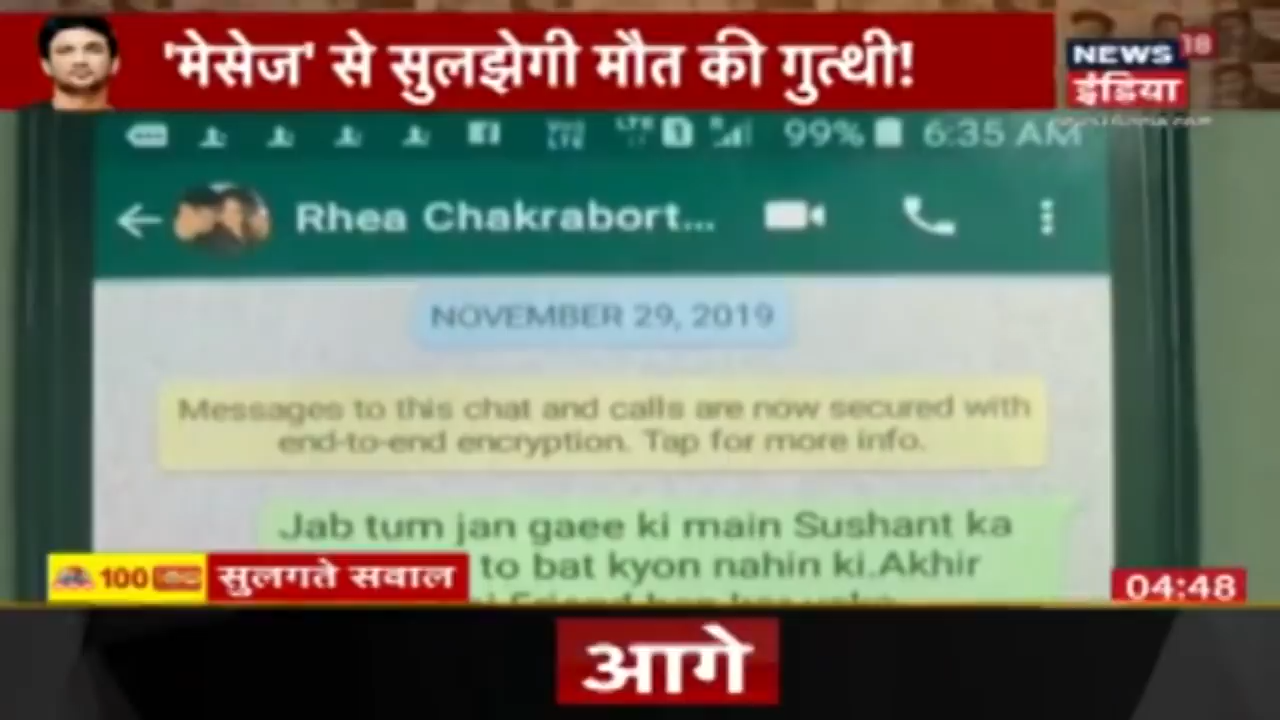 'मेसेज' से सुलझेगी मौत की गुत्थी!
NEWS 18
इंडिया
LTE 99% 6:35 AM
Rhea Chakrabort...
NOVEMBER 29, 2019
Messages to this chat and calls are now secured with
end-to-end encryption. Tap for more info.
Jab tum jan gaee ki main Sushant ka
to bat kyon nahin ki.Akhir
100
सुलगते सवाल
04:48
आगे